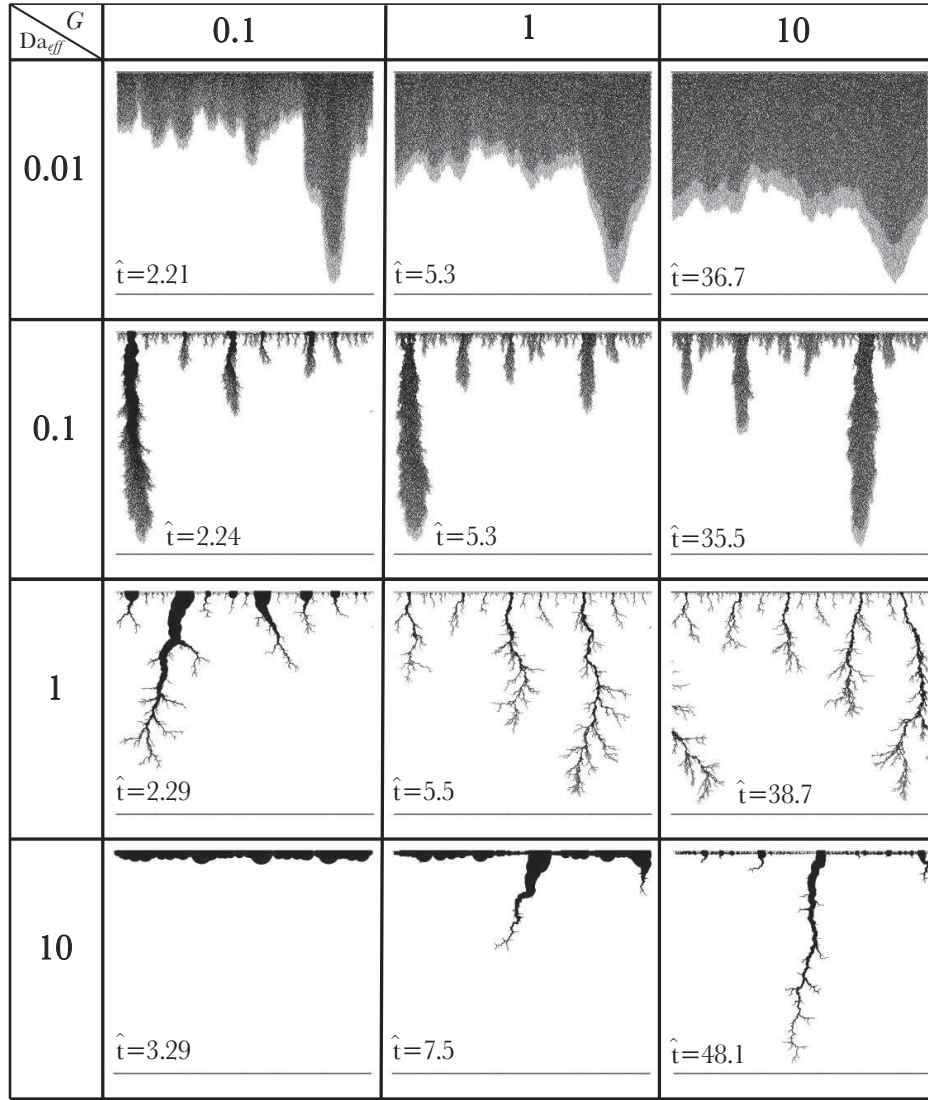 G
Da_eff 0.1 1 10
0.01
t̂=2.21 t̂=5.3 t̂=36.7
0.1
t̂=2.24 t̂=5.3 t̂=35.5
1
t̂=2.29 t̂=5.5 t̂=38.7
10
t̂=3.29 t̂=7.5 t̂=48.1